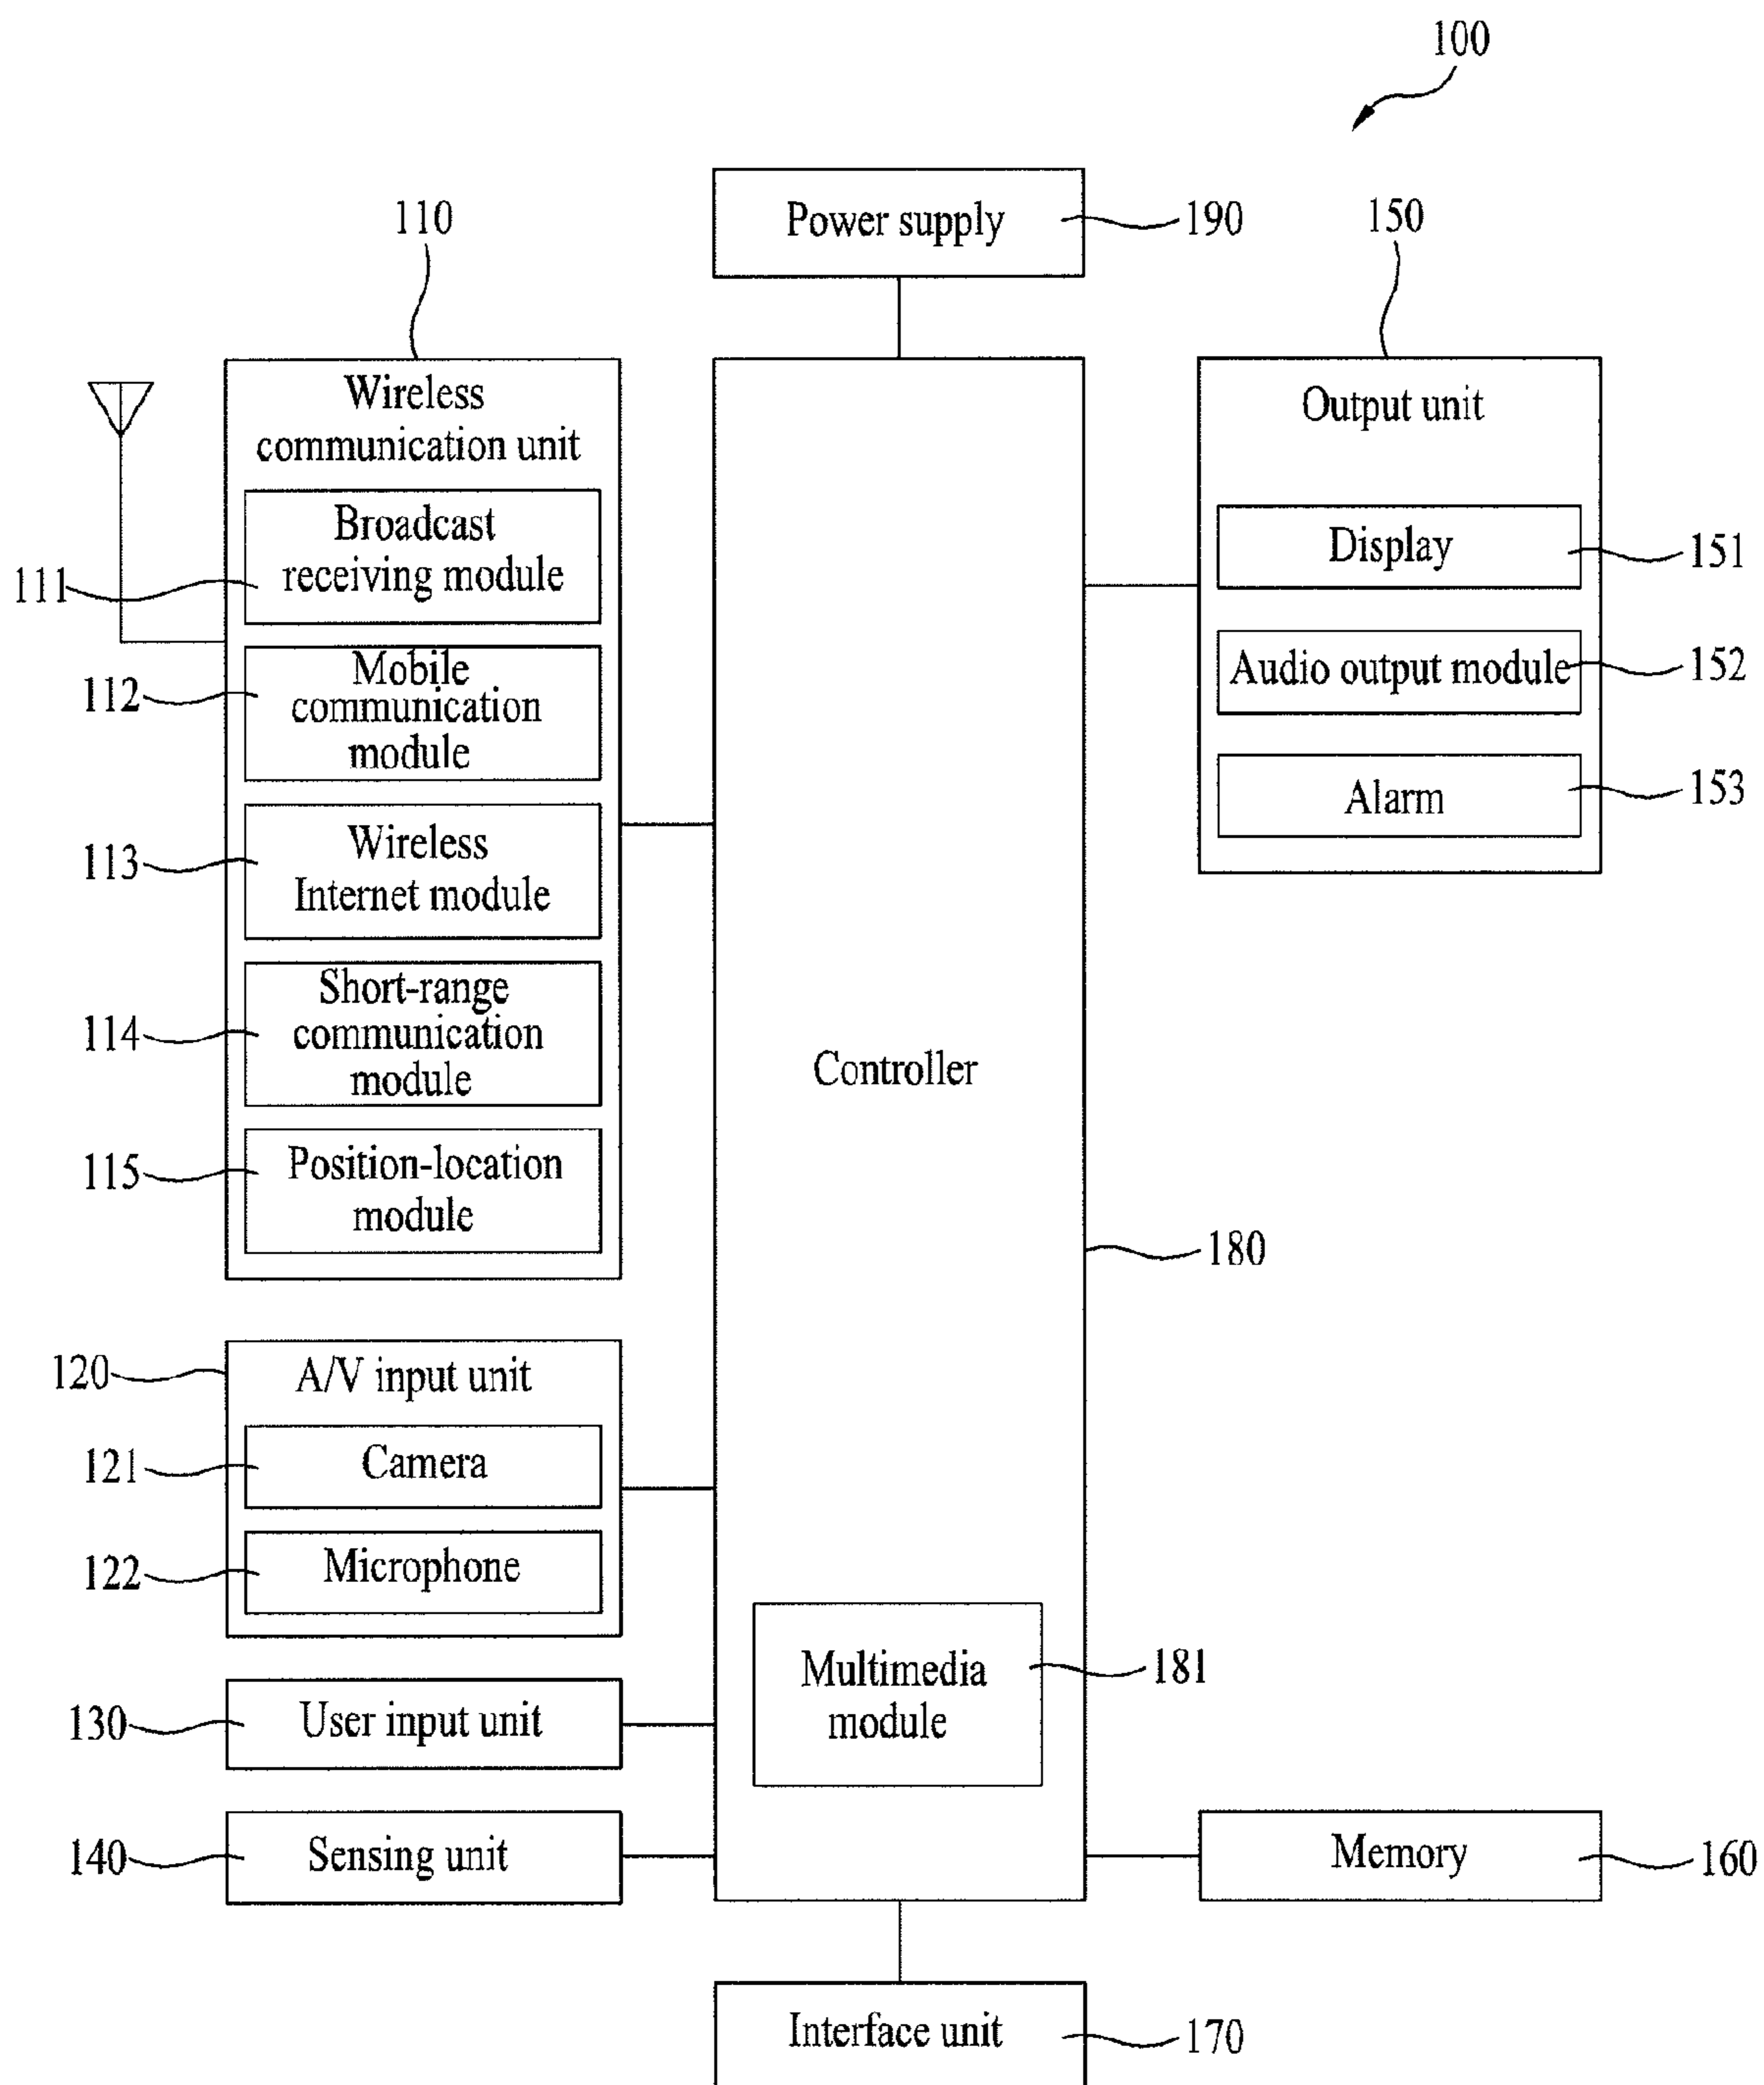 100
Power supply
190
110
150
Wireless
communication unit
Broadcast
receiving module
111
Mobile
communication
module
112
Wireless
Internet module
113
Short-range
communication
module
114
Position-location
module
115
A/V input unit
120
Camera
121
Microphone
122
User input unit
130
Sensing unit
140
Controller
180
Multimedia
module
181
Output unit
Display
151
Audio output module
152
Alarm
153
Memory
160
Interface unit
170